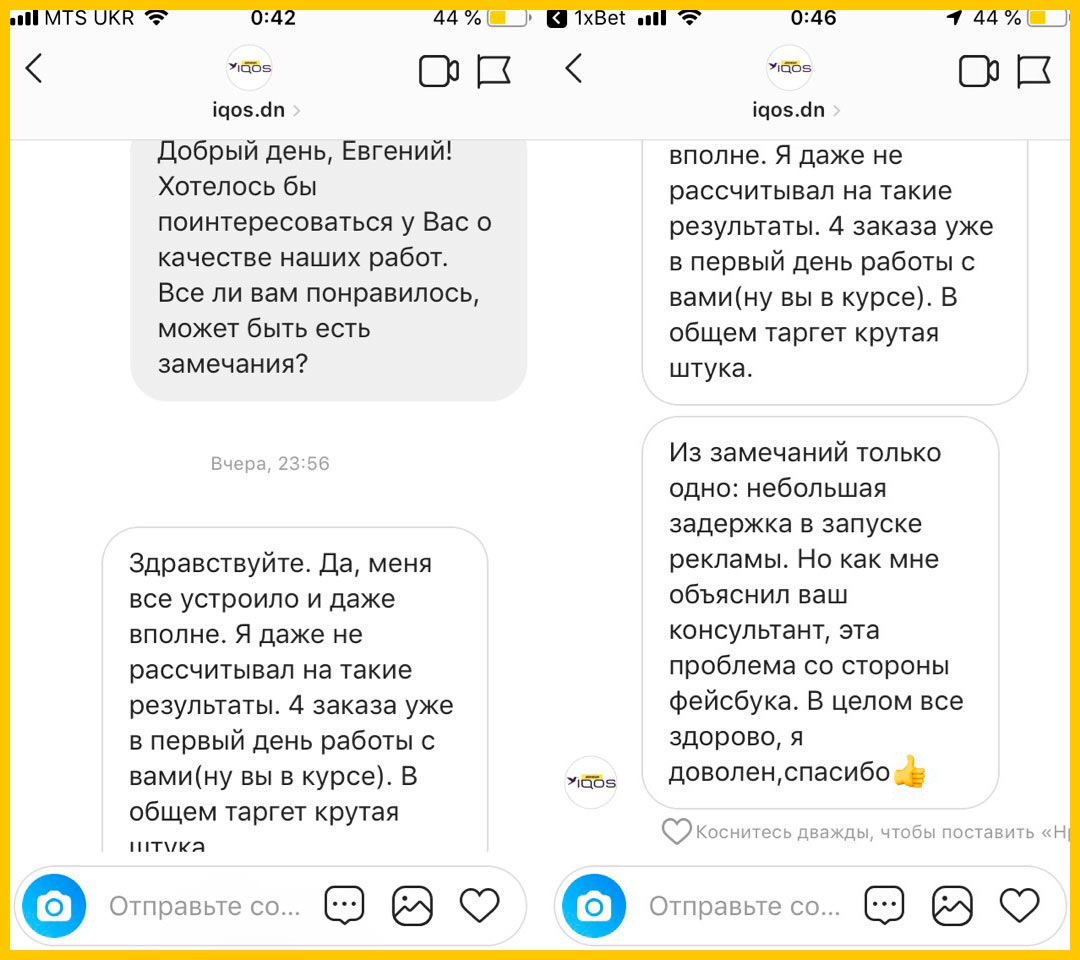 MTS UKR
0:42
44 %
IQOS
iqos.dn
Добрый день, Евгений!
Хотелось бы
поинтересоваться у Вас о
качестве наших работ.
Все ли вам понравилось,
может быть есть
замечания?
Вчера, 23:56
Здравствуйте. Да, меня
все устроило и даже
вполне. Я даже не
рассчитывал на такие
результаты. 4 заказа уже
в первый день работы с
вами(ну вы в курсе). В
общем таргет крутая
штука
Отправьте со...
1xBet
0:46
44 %
IQOS
iqos.dn
вполне. Я даже не
рассчитывал на такие
результаты. 4 заказа уже
в первый день работы с
вами(ну вы в курсе). В
общем таргет крутая
штука.
Из замечаний только
одно: небольшая
задержка в запуске
рекламы. Но как мне
объяснил ваш
консультант, эта
проблема со стороны
фейсбука. В целом все
здорово, я
доволен,спасибо👍
IQOS
Коснитесь дважды, чтобы поставить «Нр
Отправьте со...